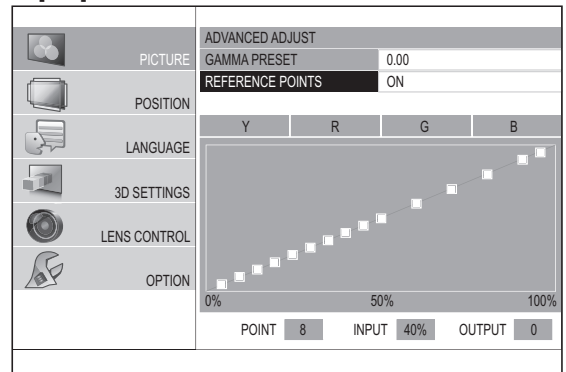 PICTURE
POSITION
LANGUAGE
3D SETTINGS
LENS CONTROL
OPTION
ADVANCED ADJUST
GAMMA PRESET 0.00
REFERENCE POINTS ON
Y R G B
0% 50% 100%
POINT 8 INPUT 40% OUTPUT 0